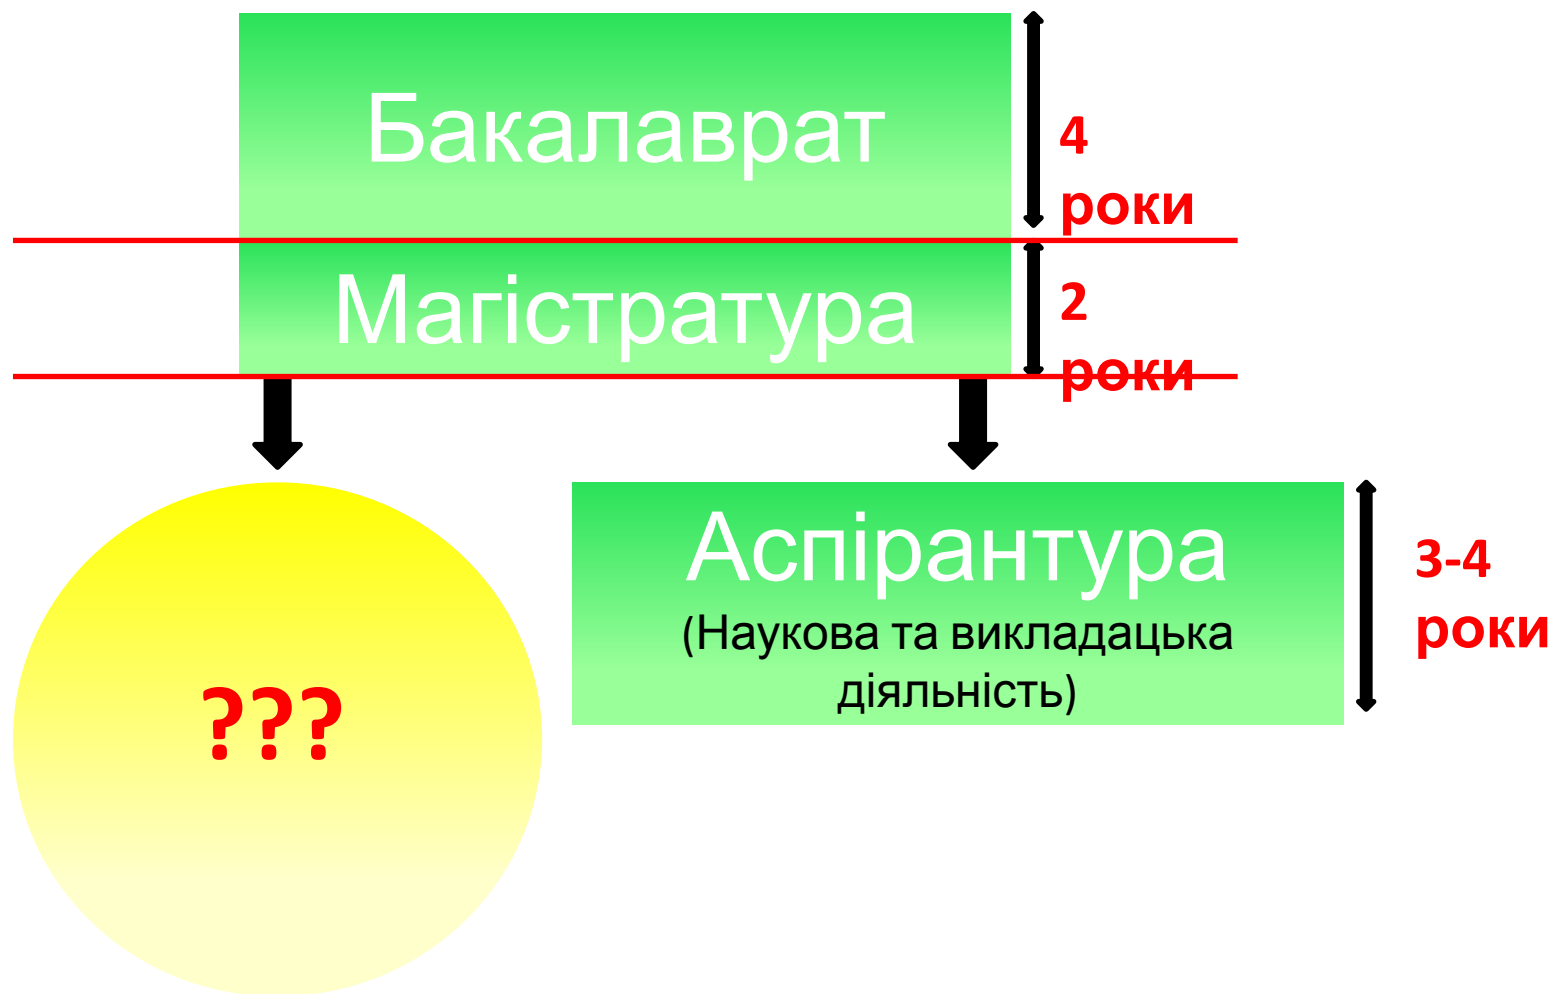 Бакалаврат
4
роки
Магістратура
2
роки
Аспірантура
(Наукова та викладацька
діяльність)
3-4
роки
???